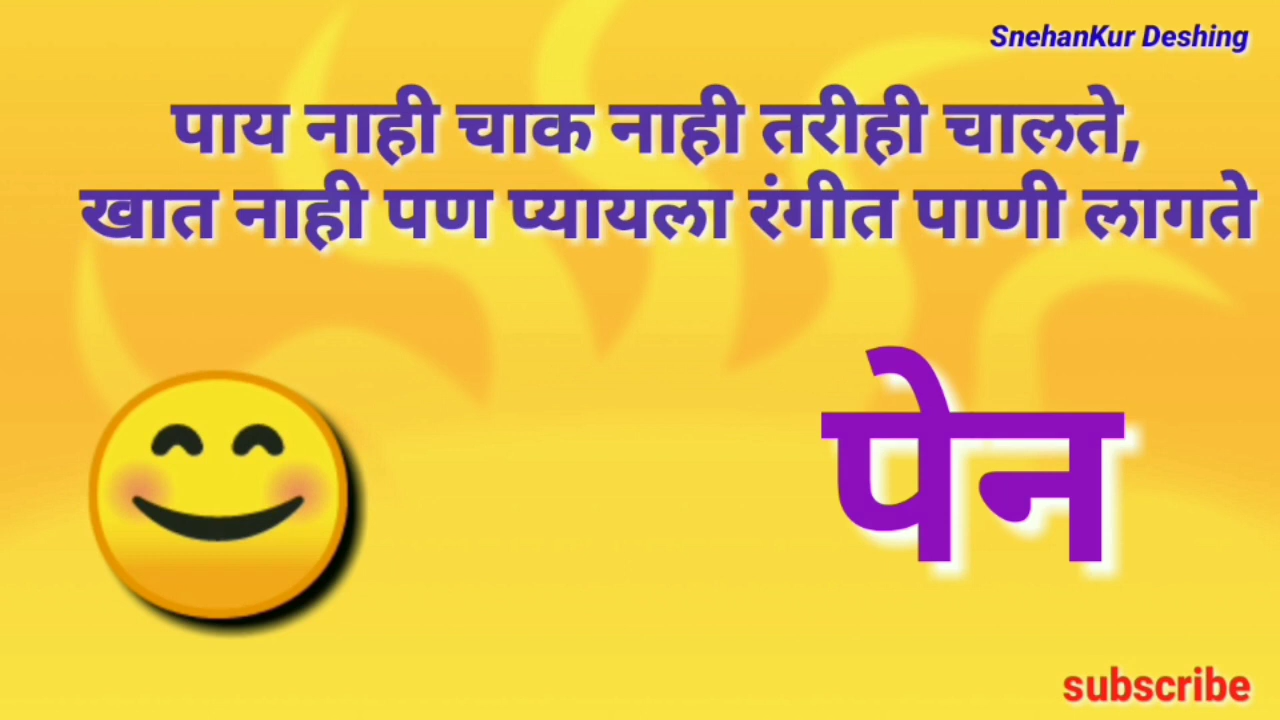 SnehanKur Deshing
पाय नाही चाक नाही तरीही चालते,
खात नाही पण प्यायला रंगीत पाणी लागते
पेन
subscribe